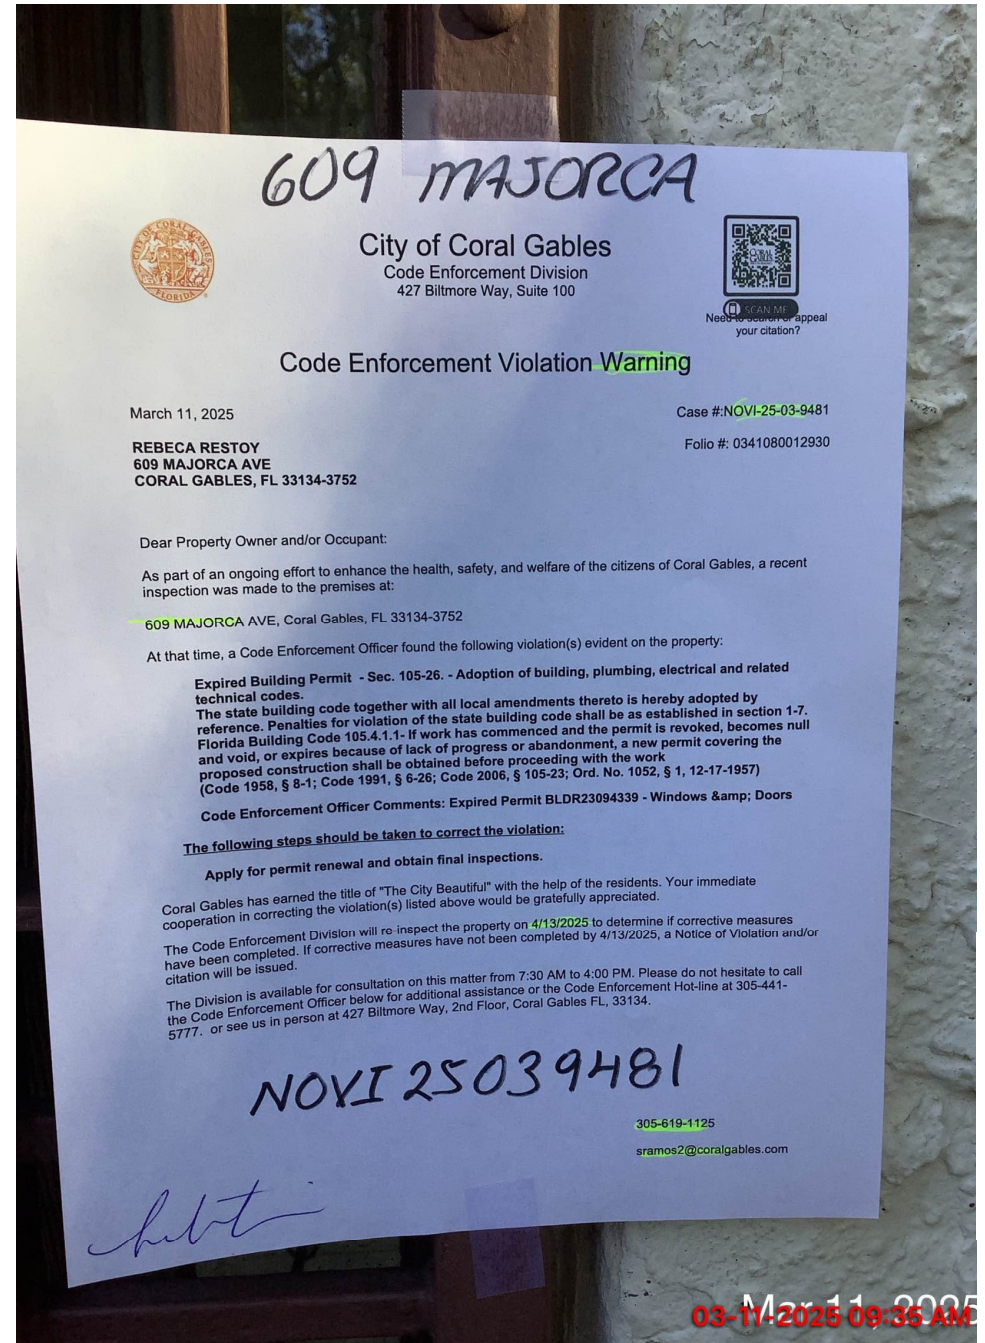 609 MAJORCA
CITY OF CORAL GABLES
FLORIDA
City of Coral Gables
Code Enforcement Division
427 Biltmore Way, Suite 100
CORAL GABLES
SCAN ME
Need to search or appeal
your citation?
Code Enforcement Violation Warning
March 11, 2025
Case #:NOVI-25-03-9481
Folio #: 0341080012930
REBECA RESTOY
609 MAJORCA AVE
CORAL GABLES, FL 33134-3752
Dear Property Owner and/or Occupant:
As part of an ongoing effort to enhance the health, safety, and welfare of the citizens of Coral Gables, a recent
inspection was made to the premises at:
609 MAJORCA AVE, Coral Gables, FL 33134-3752
At that time, a Code Enforcement Officer found the following violation(s) evident on the property:
Expired Building Permit - Sec. 105-26. - Adoption of building, plumbing, electrical and related
technical codes.
The state building code together with all local amendments thereto is hereby adopted by
reference. Penalties for violation of the state building code shall be as established in section 1-7.
Florida Building Code 105.4.1.1- If work has commenced and the permit is revoked, becomes null
and void, or expires because of lack of progress or abandonment, a new permit covering the
proposed construction shall be obtained before proceeding with the work
(Code 1958, § 8-1; Code 1991, § 6-26; Code 2006, § 105-23; Ord. No. 1052, § 1, 12-17-1957)
Code Enforcement Officer Comments: Expired Permit BLDR23094339 - Windows &amp; Doors
The following steps should be taken to correct the violation:
Apply for permit renewal and obtain final inspections.
Coral Gables has earned the title of "The City Beautiful" with the help of the residents. Your immediate
cooperation in correcting the violation(s) listed above would be gratefully appreciated.
The Code Enforcement Division will re-inspect the property on 4/13/2025 to determine if corrective measures
have been completed. If corrective measures have not been completed by 4/13/2025, a Notice of Violation and/or
citation will be issued.
The Division is available for consultation on this matter from 7:30 AM to 4:00 PM. Please do not hesitate to call
the Code Enforcement Officer below for additional assistance or the Code Enforcement Hot-line at 305-441-
5777. or see us in person at 427 Biltmore Way, 2nd Floor, Coral Gables FL, 33134.
NOVI 25039481
305-619-1125
sramos2@coralgables.com
Mar 11, 2025
03-11-2025 09:35 AM